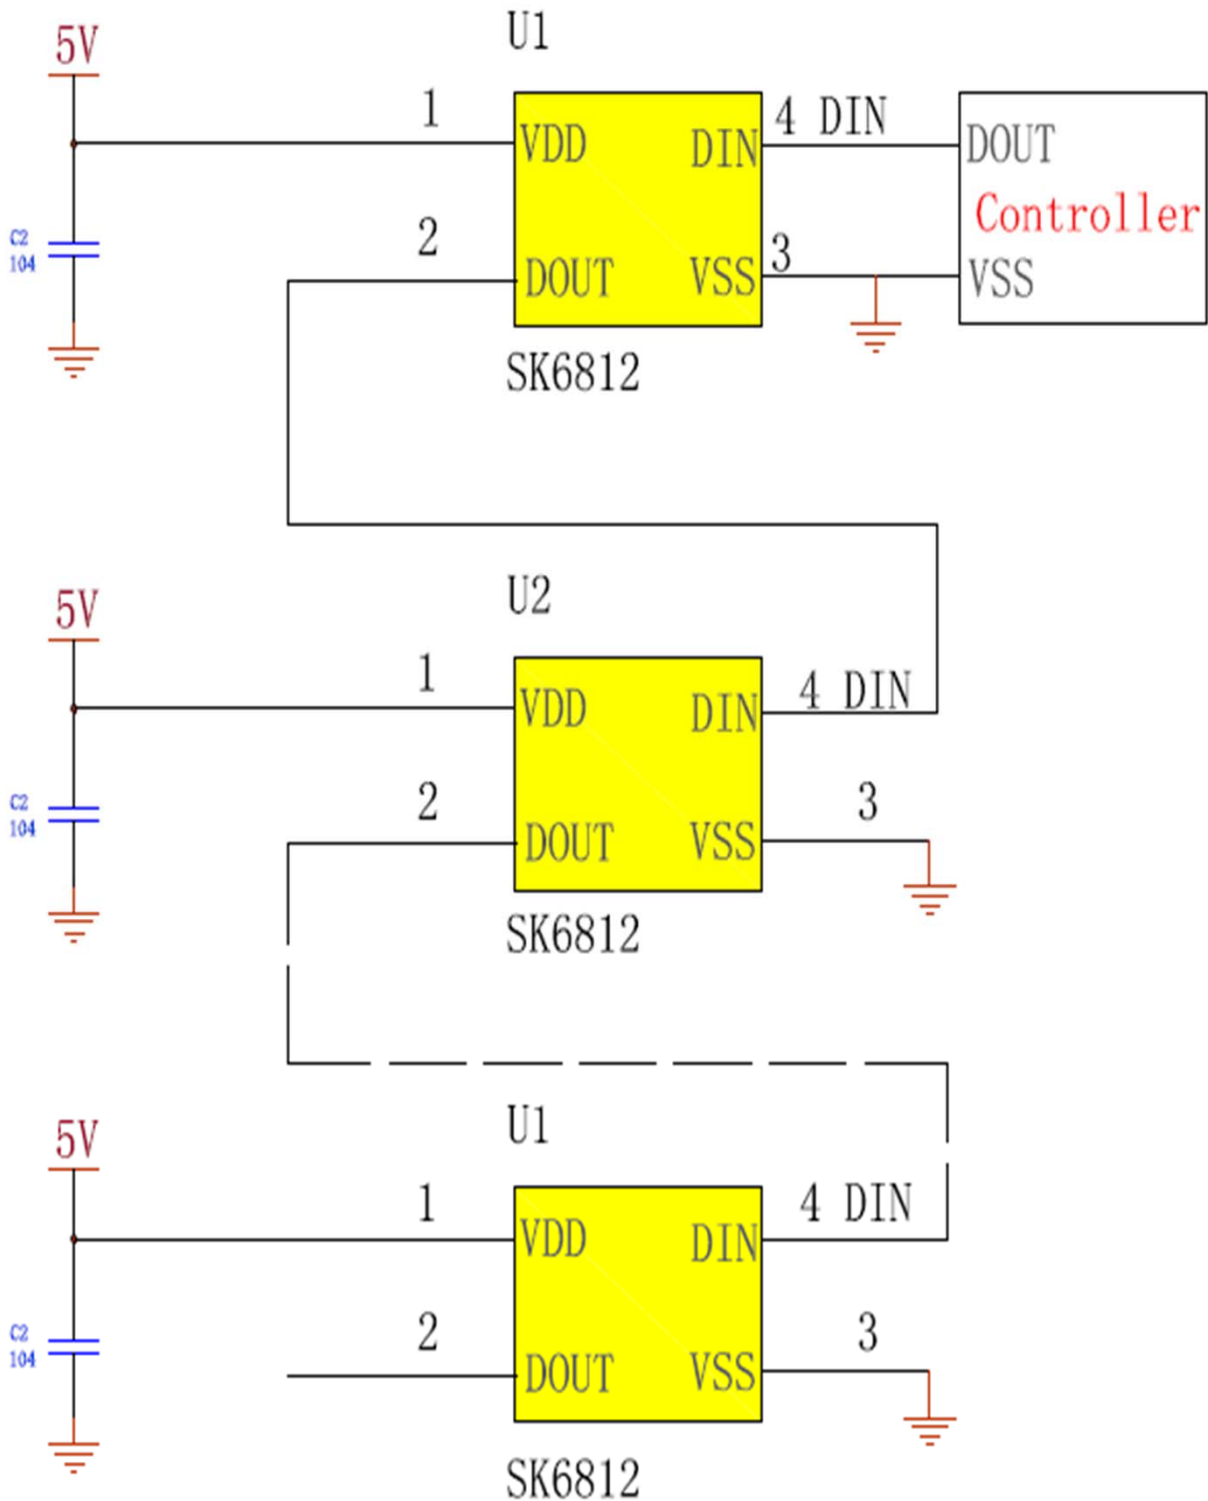 U1
5V
1
4 DIN
VDD
DIN
DOUT
Controller
C2
104
2
3
DOUT
VSS
VSS
SK6812
U2
5V
1
4 DIN
VDD
DIN
C2
104
2
3
DOUT
VSS
SK6812
U1
5V
1
4 DIN
VDD
DIN
C2
104
2
3
DOUT
VSS
SK6812